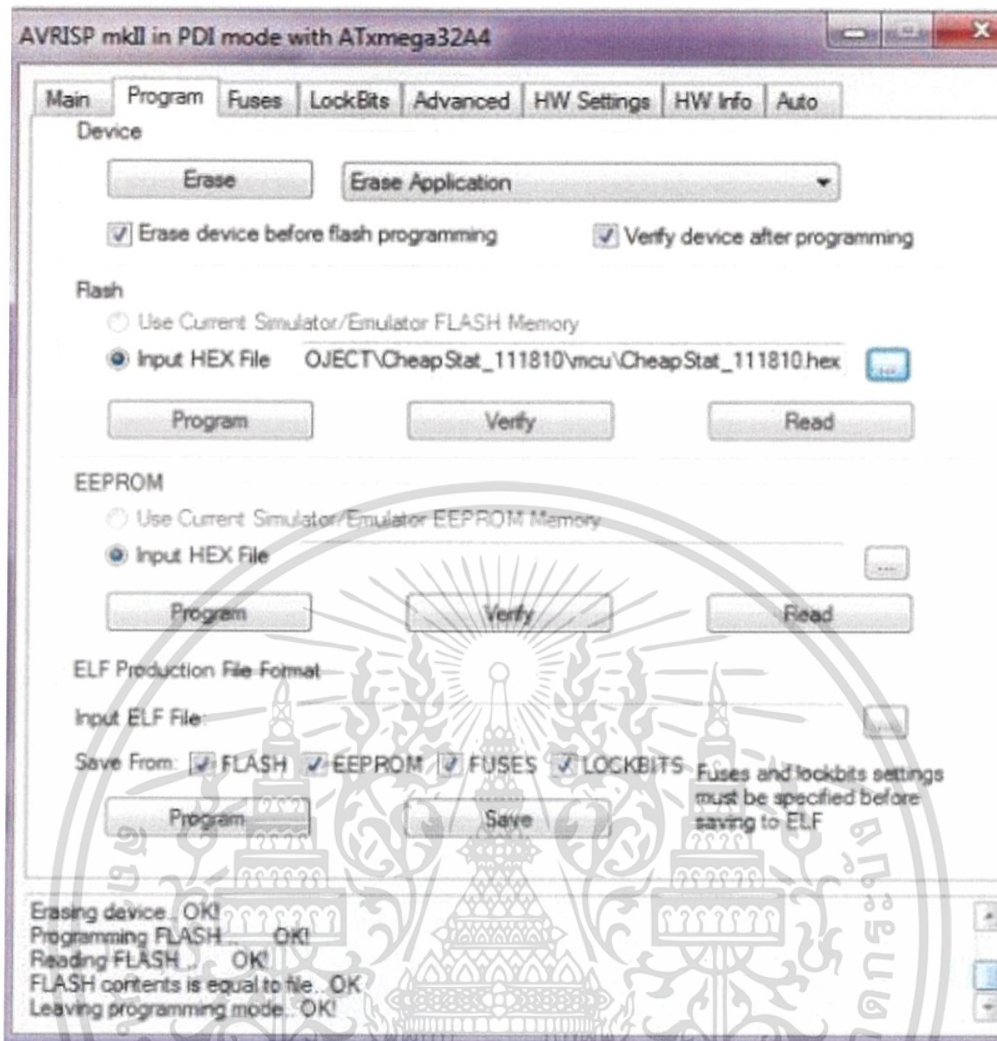 AVRISP mkII in PDI mode with ATxmega32A4
Main Program Fuses LockBits Advanced HW Settings HW Info Auto
Device
Erase Erase Application
Erase device before flash programming Verify device after programming
Flash
Use Current Simulator/Emulator FLASH Memory
Input HEX File OJECT\CheapStat_111810\mcu\CheapStat_111810.hex ...
Program Verify Read
EEPROM
Use Current Simulator/Emulator EEPROM Memory
Input HEX File ...
Program Verify Read
ELF Production File Format
Input ELF File: ...
Save From: FLASH EEPROM FUSES LOCKBITS Fuses and lockbits settings
must be specified before
saving to ELF
Program Save
Erasing device.. OK!
Programming FLASH .. OK!
Reading FLASH .. OK!
FLASH contents is equal to file.. OK
Leaving programming mode.. OK!